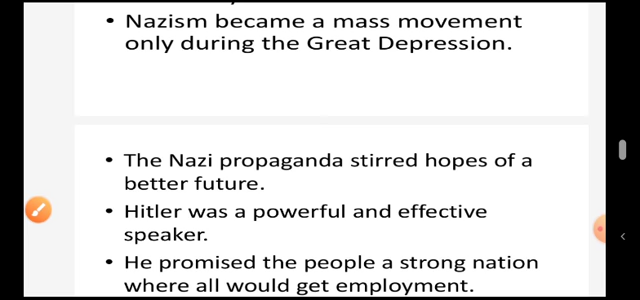 • Nazism became a mass movement
only during the Great Depression.
• The Nazi propaganda stirred hopes of a
better future.
• Hitler was a powerful and effective
speaker.
• He promised the people a strong nation
where all would get employment.